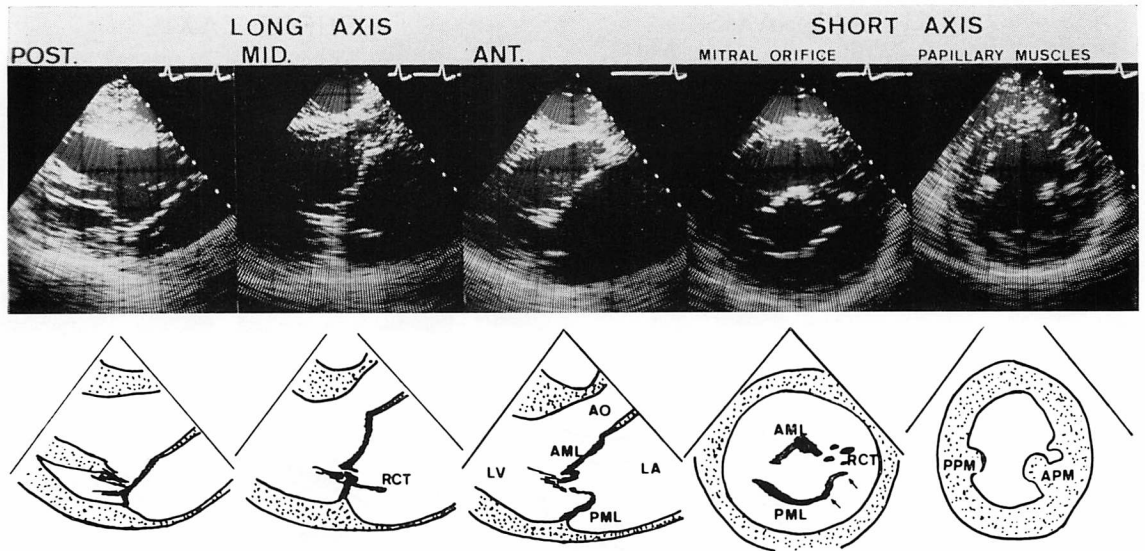 LONG AXIS
SHORT AXIS
POST.
MID.
ANT.
MITRAL ORIFICE
PAPILLARY MUSCLES
RCT
AO
AML
LV
LA
PML
AML
RCT
PML
PPM
APM